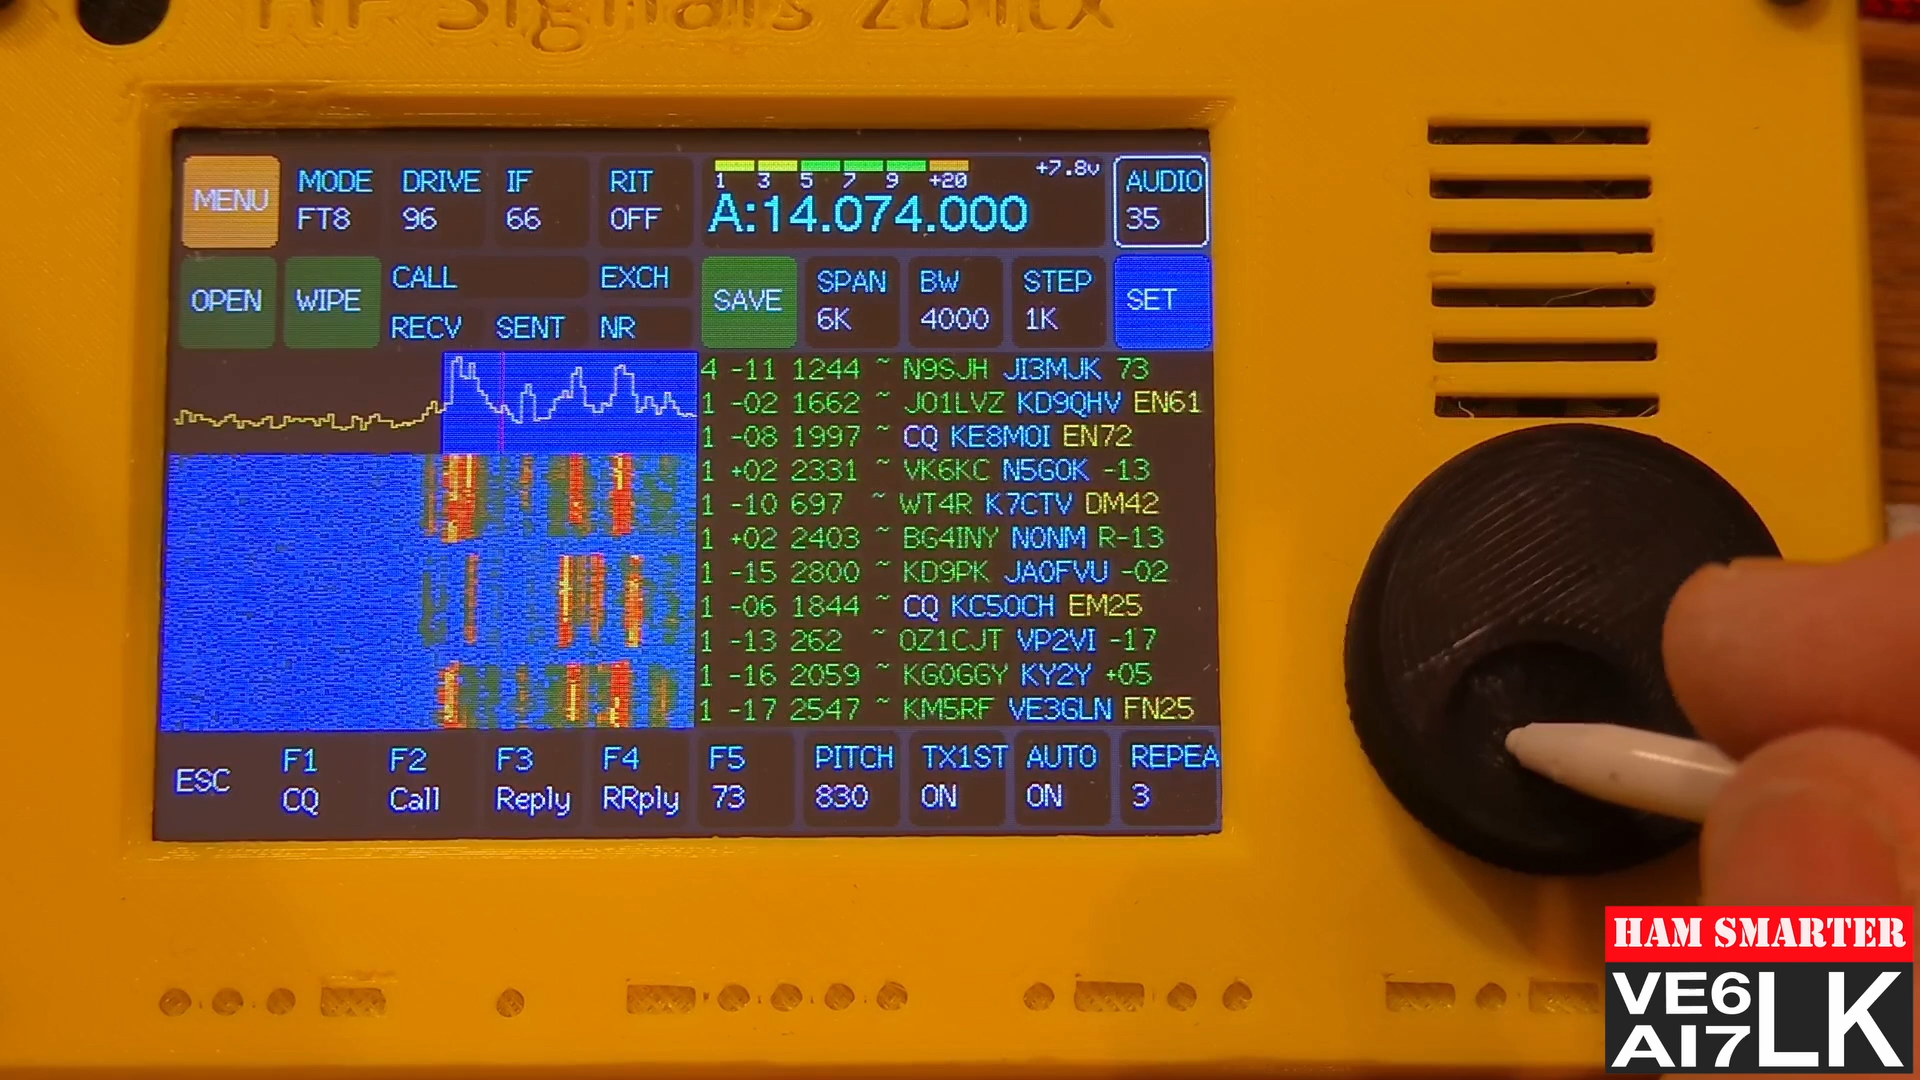 HF Signals zBitx
MENU MODE DRIVE IF RIT 1 3 5 7 9 +20 +7.8v AUDIO
FT8 96 66 OFF A:14.074.000 35
OPEN WIPE CALL EXCH SAVE SPAN BW STEP SET
6K 4000 1K
RECV SENT NR
4 -11 1244 ~ N9SJH JI3MJK 73
1 -02 1662 ~ JO1LVZ KD9QHV EN61
1 -08 1997 ~ CQ KE8MOI EN72
1 +02 2331 ~ VK6KC N5GOK -13
1 -10 697 ~ WT4R K7CTV DM42
1 +02 2403 ~ BG4INY N0NM R-13
1 -15 2800 ~ KD9PK JA0FVU -02
1 -06 1844 ~ CQ KC5OCH EM25
1 -13 262 ~ OZ1CJT VP2VI -17
1 -16 2059 ~ KG0GGY KY2Y +05
1 -17 2547 ~ KM5RF VE3GLN FN25
ESC F1 F2 F3 F4 F5 PITCH TX1ST AUTO REPEA
CQ Call Reply RRply 73 830 ON ON 3
HAM SMARTER
VE6
AI7 LK